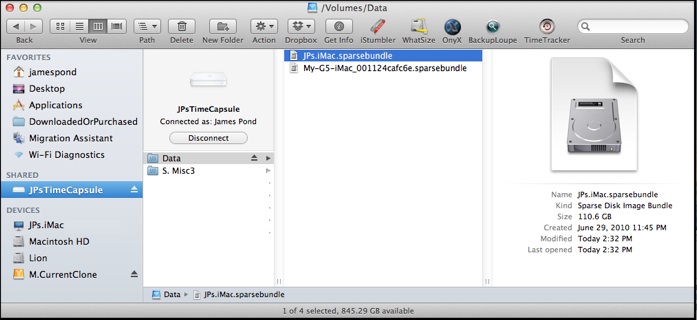 /Volumes/Data
Back View Path Delete New Folder Action Dropbox Get Info iStumbler WhatSize OnyX BackupLoupe TimeTracker Search
FAVORITES
jamespond
Desktop
Applications
DownloadedOrPurchased
Migration Assistant
Wi-Fi Diagnostics
SHARED
JPsTimeCapsule
DEVICES
JPs.iMac
Macintosh HD
Lion
M.CurrentClone
JPsTimeCapsule
Connected as: James Pond
Disconnect
Data
S. Misc3
JPs.iMac.sparsebundle
My-G5-iMac_001124cafc6e.sparsebundle
Name JPs.iMac.sparsebundle
Kind Sparse Disk Image Bundle
Size 110.6 GB
Created June 29, 2010 11:45 PM
Modified Today 2:32 PM
Last opened Today 2:32 PM
Data JPs.iMac.sparsebundle
1 of 4 selected, 845.29 GB available